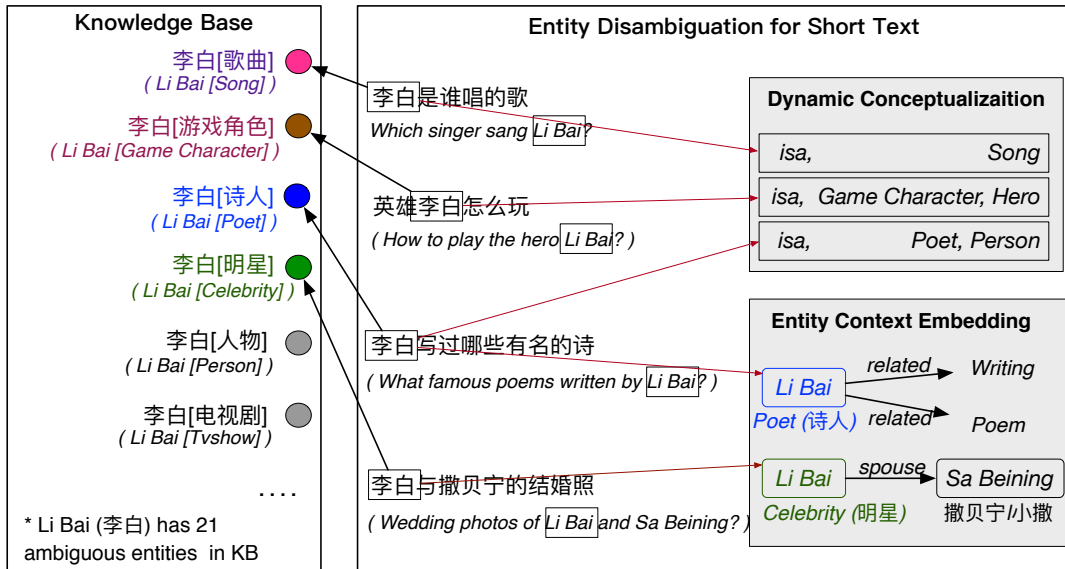 Knowledge Base
李白[歌曲]
( Li Bai [Song] )
李白[游戏角色]
( Li Bai [Game Character] )
李白[诗人]
( Li Bai [Poet] )
李白[明星]
( Li Bai [Celebrity] )
李白[人物]
( Li Bai [Person] )
李白[电视剧]
( Li Bai [Tvshow] )
....
* Li Bai (李白) has 21
ambiguous entities in KB
Entity Disambiguation for Short Text
李白是谁唱的歌
Which singer sang Li Bai?
英雄李白怎么玩
( How to play the hero Li Bai? )
李白写过哪些有名的诗
( What famous poems written by Li Bai? )
李白与撒贝宁的结婚照
( Wedding photos of Li Bai and Sa Beining? )
Dynamic Conceptualizaition
isa, Song
isa, Game Character, Hero
isa, Poet, Person
Entity Context Embedding
Li Bai related Writing
Poet (诗人) related Poem
Li Bai spouse Sa Beining
Celebrity (明星) 撒贝宁/小撒